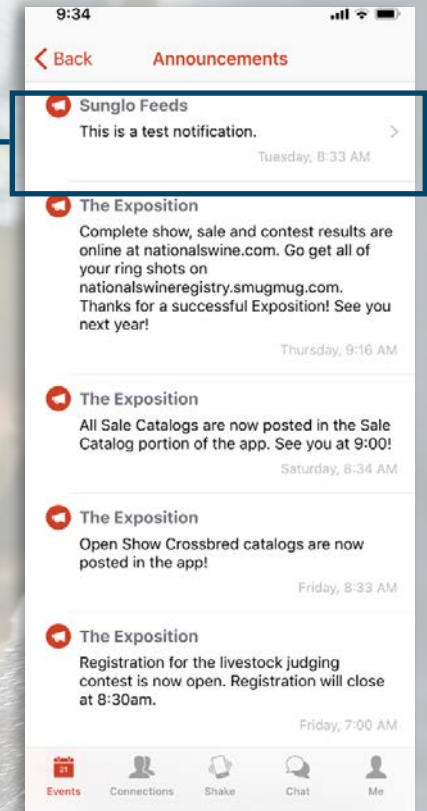 9:34
Back
Announcements
Sunglo Feeds
This is a test notification.
Tuesday, 8:33 AM
The Exposition
Complete show, sale and contest results are
online at nationalswine.com. Go get all of
your ring shots on
nationalswineregistry.smugmug.com.
Thanks for a successful Exposition! See you
next year!
Thursday, 9:16 AM
The Exposition
All Sale Catalogs are now posted in the Sale
Catalog portion of the app. See you at 9:00!
Saturday, 8:34 AM
The Exposition
Open Show Crossbred catalogs are now
posted in the app!
Friday, 8:33 AM
The Exposition
Registration for the livestock judging
contest is now open. Registration will close
at 8:30am.
Friday, 7:00 AM
21
Events Connections Shake Chat Me